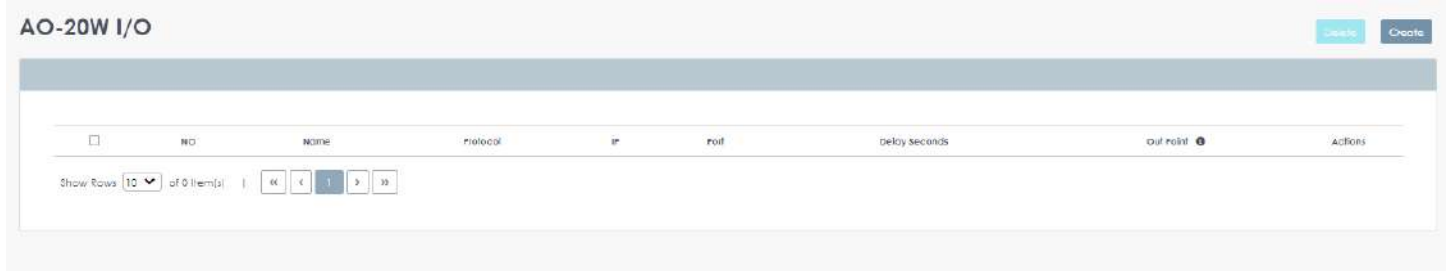 AO-20W I/O
Delete Create
NO Name Protocol IP Port Delay Seconds Out Point Actions
Show Rows 10 of 0 Item(s) | « < 1 > »